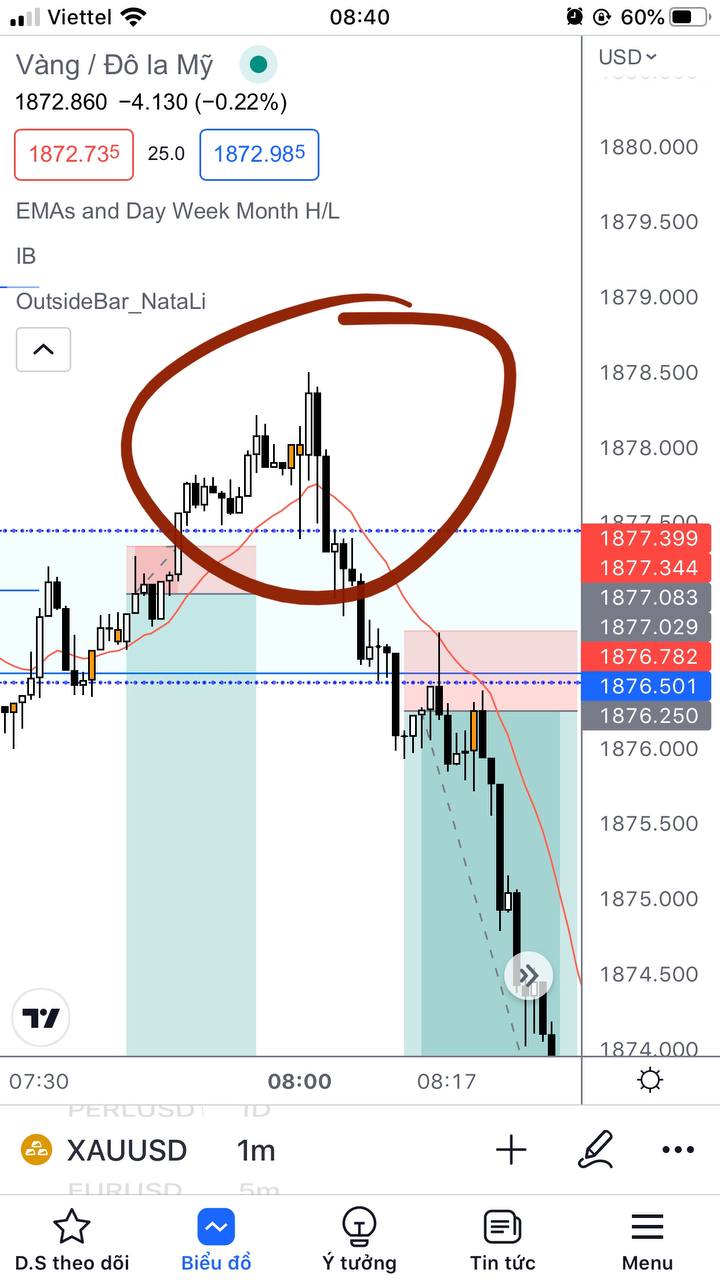 Viettel 08:40 60%
Vàng / Đô la Mỹ USD
1872.860 −4.130 (−0.22%)
1872.735 25.0 1872.985
1880.000
EMAs and Day Week Month H/L
1879.500
IB
OutsideBar_NataLi
1879.000
1878.500
1878.000
1877.500
1877.399
1877.344
1877.083
1877.029
1876.782
1876.501
1876.250
1876.000
1875.500
1875.000
1874.500
1874.000
07:30 08:00 08:17
PERLUSD 1D
XAUUSD 1m
EURUSD 5m
D.S theo dõi Biểu đồ Ý tưởng Tin tức Menu